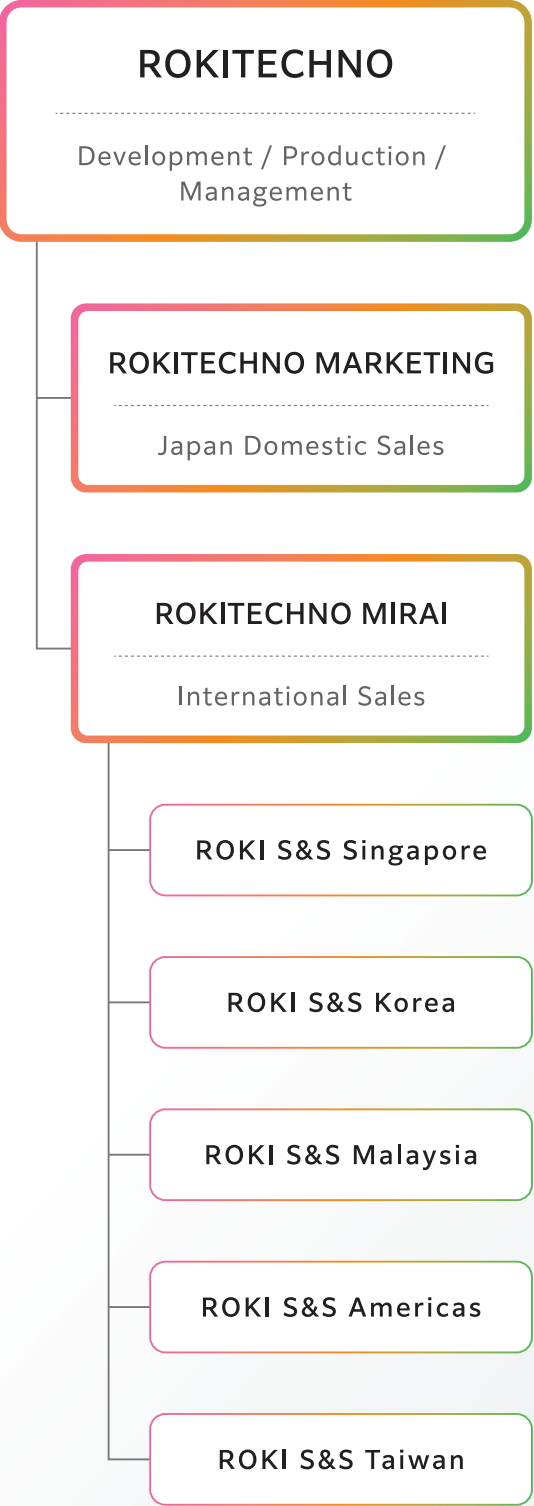 ROKITECHNO
Development / Production /
Management
ROKITECHNO MARKETING
Japan Domestic Sales
ROKITECHNO MIRAI
International Sales
ROKI S&S Singapore
ROKI S&S Korea
ROKI S&S Malaysia
ROKI S&S Americas
ROKI S&S Taiwan